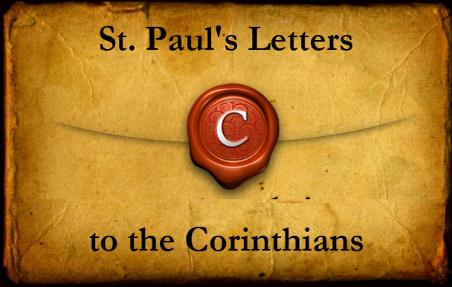 St. Paul's Letters
C
to the Corinthians